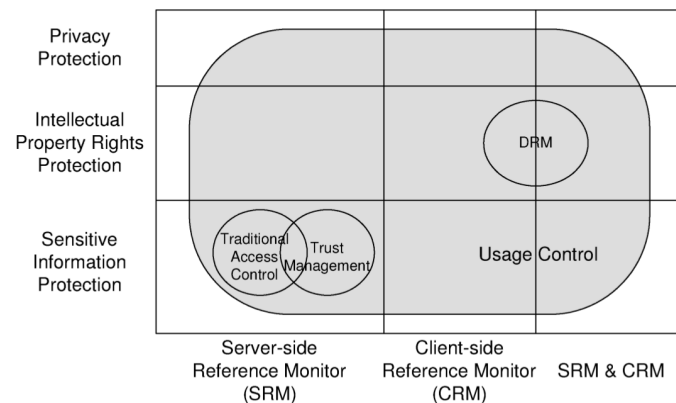 Privacy
Protection
Intellectual
Property Rights
Protection
DRM
Sensitive
Information
Protection
Traditional
Access
Control
Trust
Management
Usage Control
Server-side
Reference Monitor
(SRM)
Client-side
Reference Monitor
(CRM)
SRM & CRM